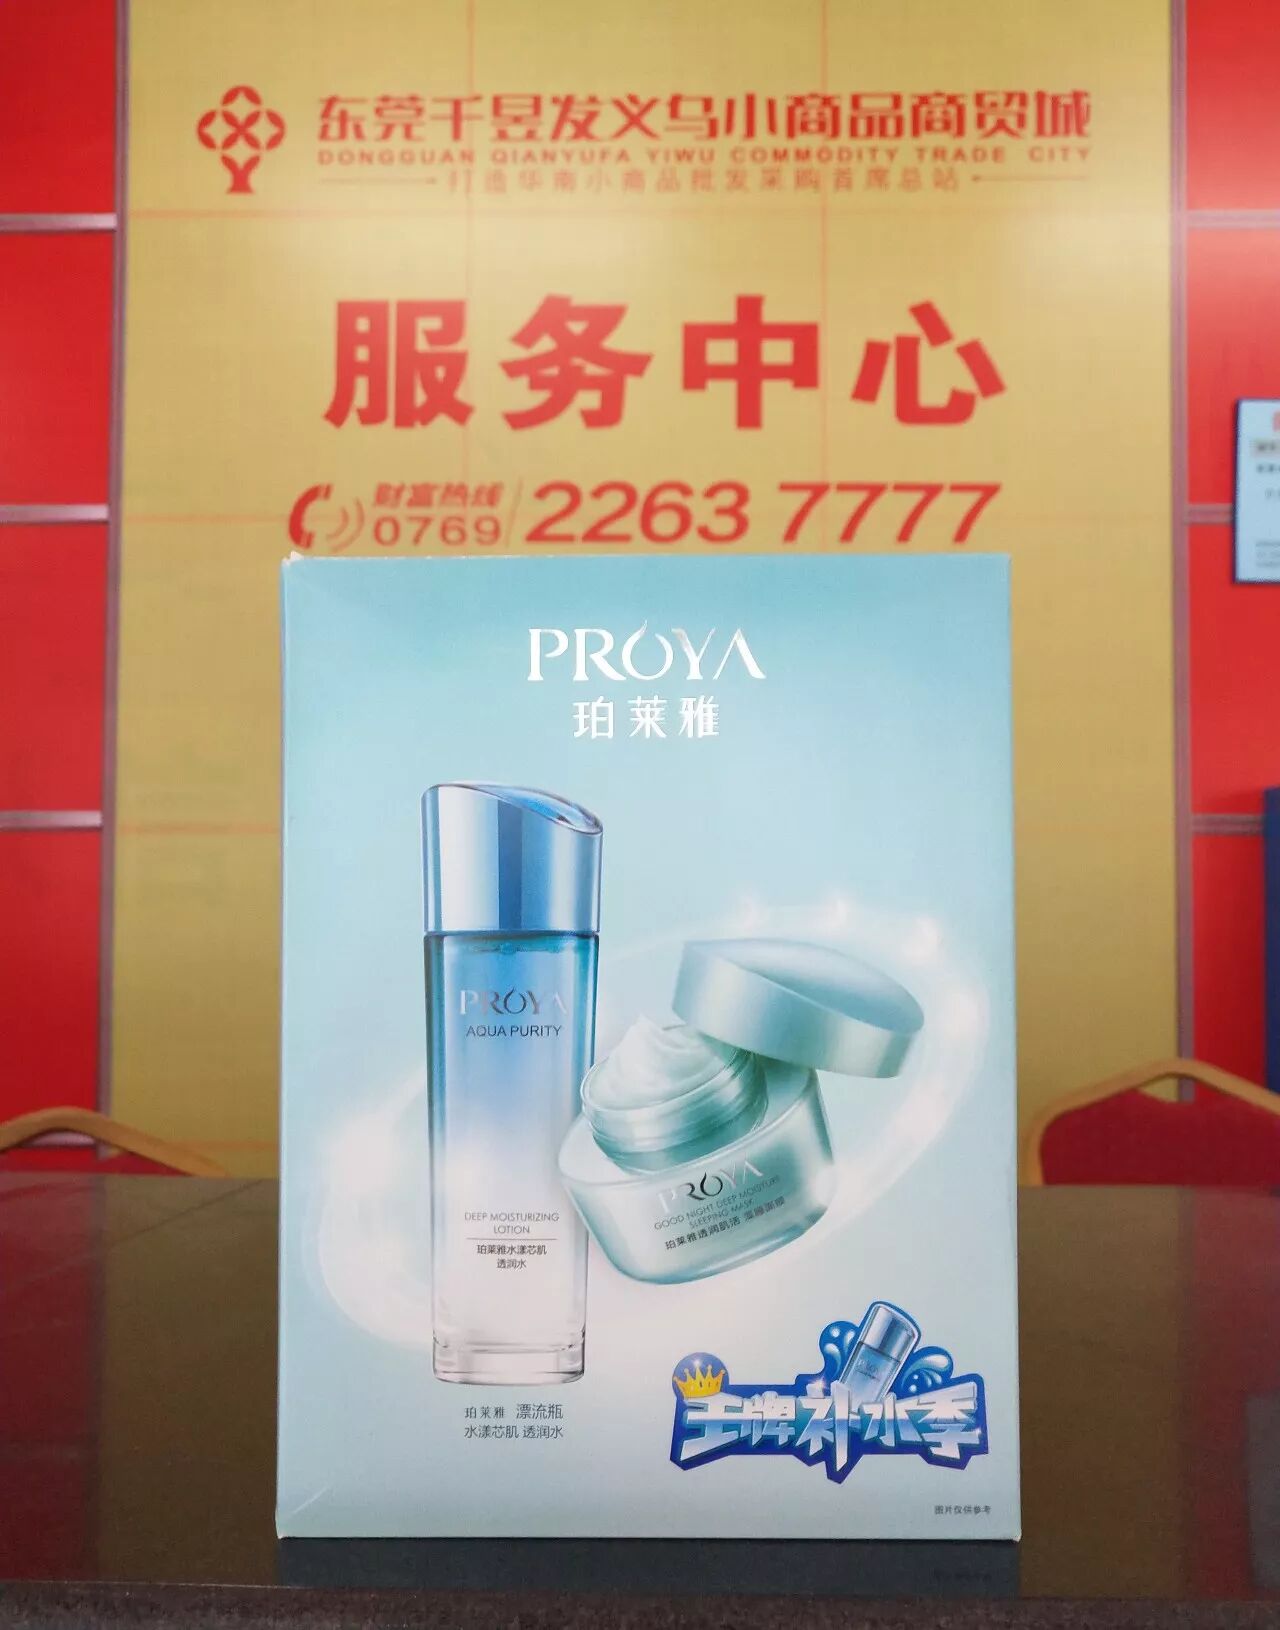 东莞千昱发义乌小商品商贸城
DONGGUAN QIANYUFA YIWU COMMODITY TRADE CITY
打造华南小商品批发采购首席总站
服务中心
财富热线
0769 2263 7777
PROYA
珀莱雅
PROYA
AQUA PURITY
DEEP MOISTURIZING
LOTION
珀莱雅水漾芯肌
透润水
PROYA
GOOD NIGHT DEEP MOISTURE
SLEEPING MASK
珀莱雅透润肌活 滋睡面膜
珀莱雅 漂流瓶
水漾芯肌 透润水
PROYA
王牌补水季
图片仅供参考